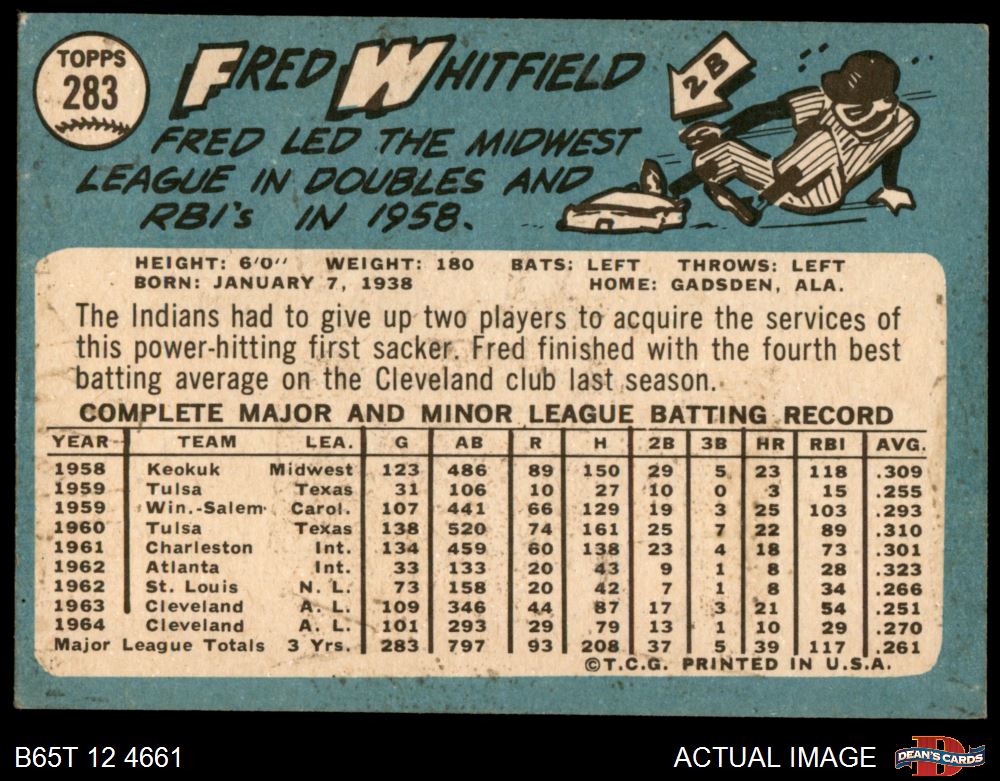 TOPPS
283
FRED WHITFIELD
2B
FRED LED THE MIDWEST
LEAGUE IN DOUBLES AND
RBI's IN 1958.
HEIGHT: 6'0" WEIGHT: 180 BATS: LEFT THROWS: LEFT
BORN: JANUARY 7, 1938 HOME: GADSDEN, ALA.
The Indians had to give up two players to acquire the services of
this power-hitting first sacker. Fred finished with the fourth best
batting average on the Cleveland club last season.
COMPLETE MAJOR AND MINOR LEAGUE BATTING RECORD
YEAR TEAM LEA. G AB R H 2B 3B HR RBI AVG.
1958 Keokuk Midwest 123 486 89 150 29 5 23 118 .309
1959 Tulsa Texas 31 106 10 27 10 0 3 15 .255
1959 Win.-Salem Carol. 107 441 66 129 19 3 25 103 .293
1960 Tulsa Texas 138 520 74 161 25 7 22 89 .310
1961 Charleston Int. 134 459 60 138 23 4 18 73 .301
1962 Atlanta Int. 33 133 20 43 9 1 8 28 .323
1962 St. Louis N. L. 73 158 20 42 7 1 8 34 .266
1963 Cleveland A. L. 109 346 44 87 17 3 21 54 .251
1964 Cleveland A. L. 101 293 29 79 13 1 10 29 .270
Major League Totals 3 Yrs. 283 797 93 208 37 5 39 117 .261
©T.C.G. PRINTED IN U.S.A.
B65T 12 4661
ACTUAL IMAGE
D
DEAN'S CARDS